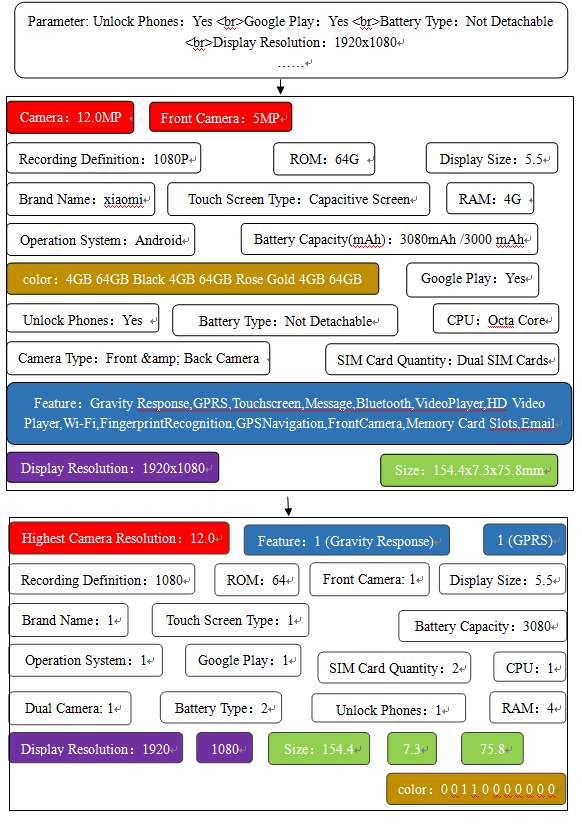 Parameter: Unlock Phones：Yes <br>Google Play：Yes <br>Battery Type：Not Detachable
<br>Display Resolution：1920x1080
……
Camera：12.0MP
Front Camera：5MP
Recording Definition：1080P
ROM：64G
Display Size：5.5
Brand Name：xiaomi
Touch Screen Type：Capacitive Screen
RAM：4G
Operation System：Android
Battery Capacity(mAh)：3080mAh /3000 mAh
color：4GB 64GB Black 4GB 64GB Rose Gold 4GB 64GB
Google Play：Yes
Unlock Phones：Yes
Battery Type：Not Detachable
CPU：Octa Core
Camera Type：Front &amp; Back Camera
SIM Card Quantity：Dual SIM Cards
Feature：Gravity Response,GPRS,Touchscreen,Message,Bluetooth,VideoPlayer,HD Video
Player,Wi-Fi,FingerprintRecognition,GPSNavigation,FrontCamera,Memory Card Slots,Email
Display Resolution：1920x1080
Size：154.4x7.3x75.8mm
Highest Camera Resolution：12.0
Feature：1 (Gravity Response)
1 (GPRS)
Recording Definition：1080
ROM：64
Front Camera: 1
Display Size：5.5
Brand Name：1
Touch Screen Type：1
Battery Capacity：3080
Operation System：1
Google Play：1
SIM Card Quantity：2
CPU：1
Dual Camera: 1
Battery Type：2
Unlock Phones：1
RAM：4
Display Resolution：1920
1080
Size：154.4
7.3
75.8
color：0 0 1 1 0 0 0 0 0 0 0